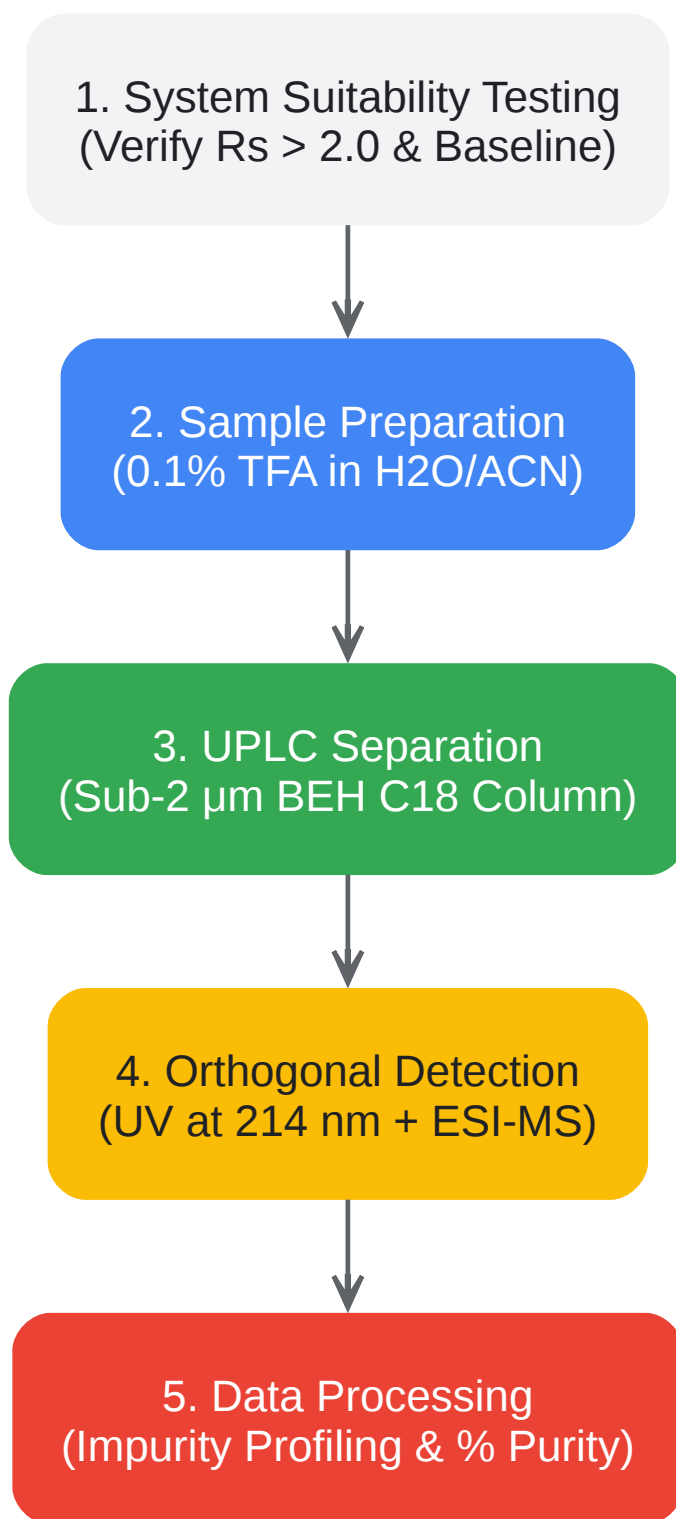 1. System Suitability Testing
(Verify Rs > 2.0 & Baseline)
2. Sample Preparation
(0.1% TFA in H2O/ACN)
3. UPLC Separation
(Sub-2 μm BEH C18 Column)
4. Orthogonal Detection
(UV at 214 nm + ESI-MS)
5. Data Processing
(Impurity Profiling & % Purity)